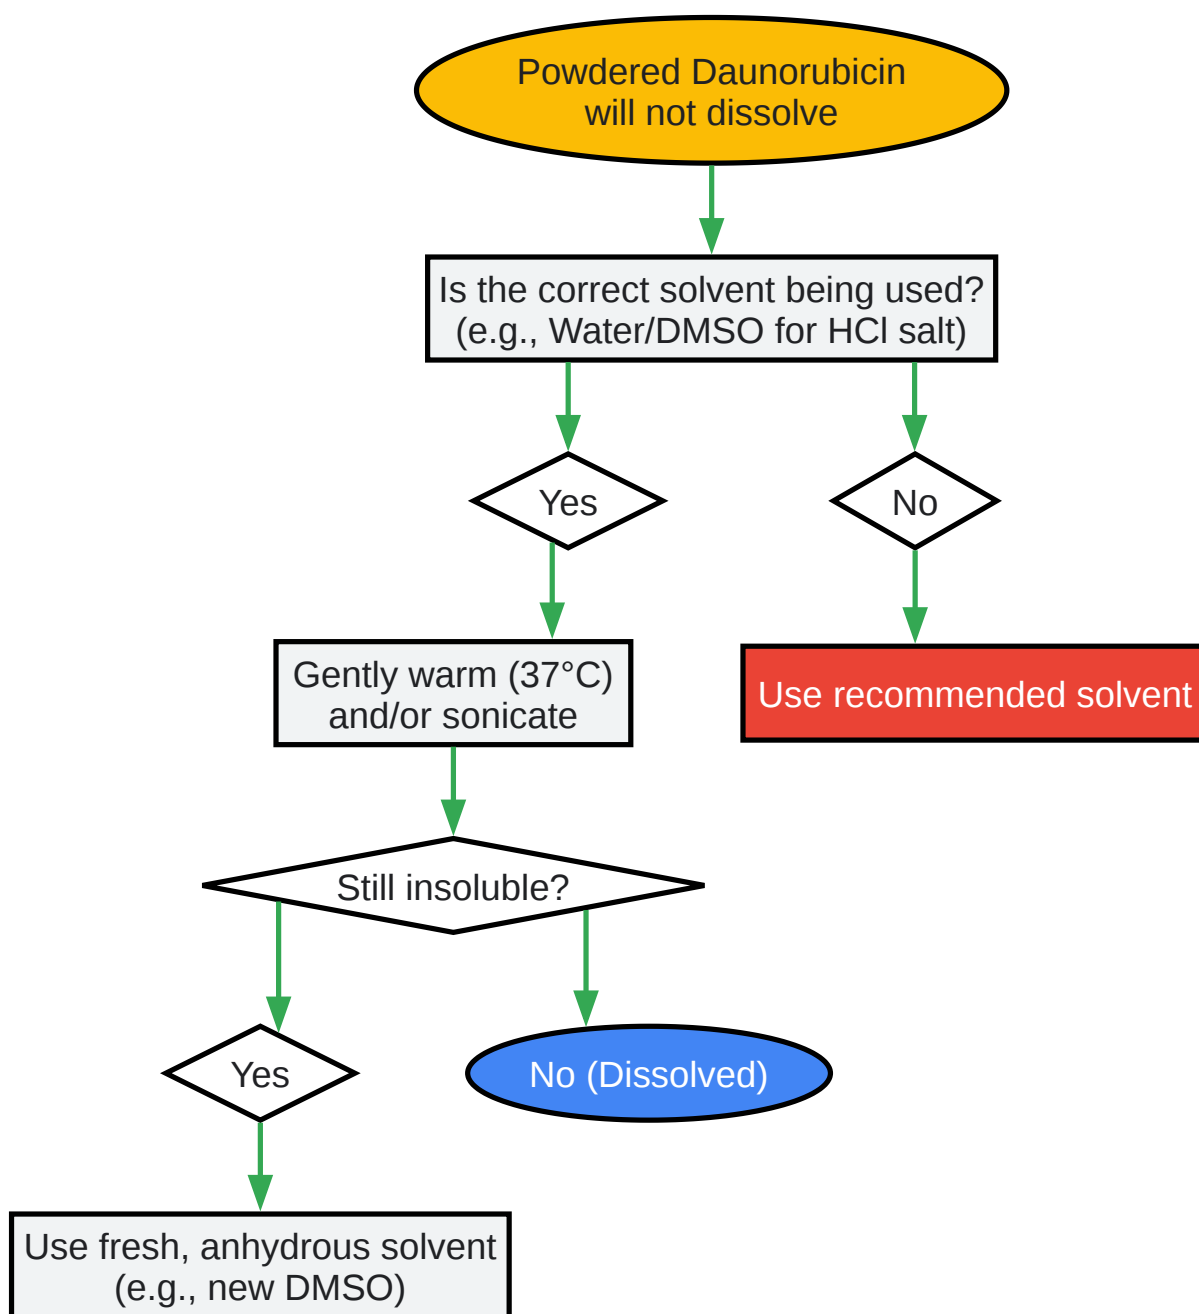 Powdered Daunorubicin
will not dissolve
Is the correct solvent being used?
(e.g., Water/DMSO for HCl salt)
Yes
No
Gently warm (37°C)
and/or sonicate
Use recommended solvent
Still insoluble?
Yes
No (Dissolved)
Use fresh, anhydrous solvent
(e.g., new DMSO)